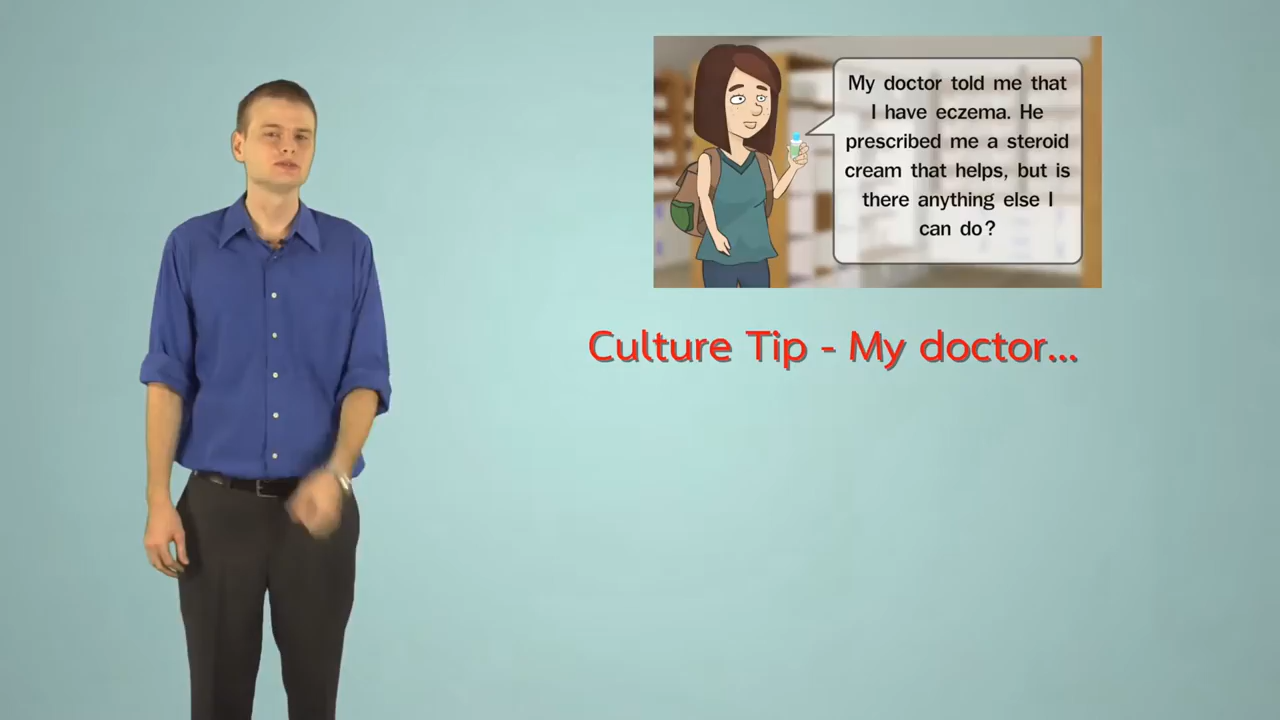 My doctor told me that
I have eczema. He
prescribed me a steroid
cream that helps, but is
there anything else I
can do?
Culture Tip - My doctor...